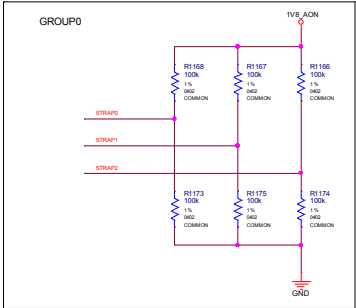 GROUP0
1V8_AON
R1168
100k
1%
0402
COMMON
R1167
100k
1%
0402
COMMON
R1166
100k
1%
0402
COMMON
STRAP0
STRAP1
STRAP2
R1173
100k
1%
0402
COMMON
R1175
100k
1%
0402
COMMON
R1174
100k
1%
0402
COMMON
GND